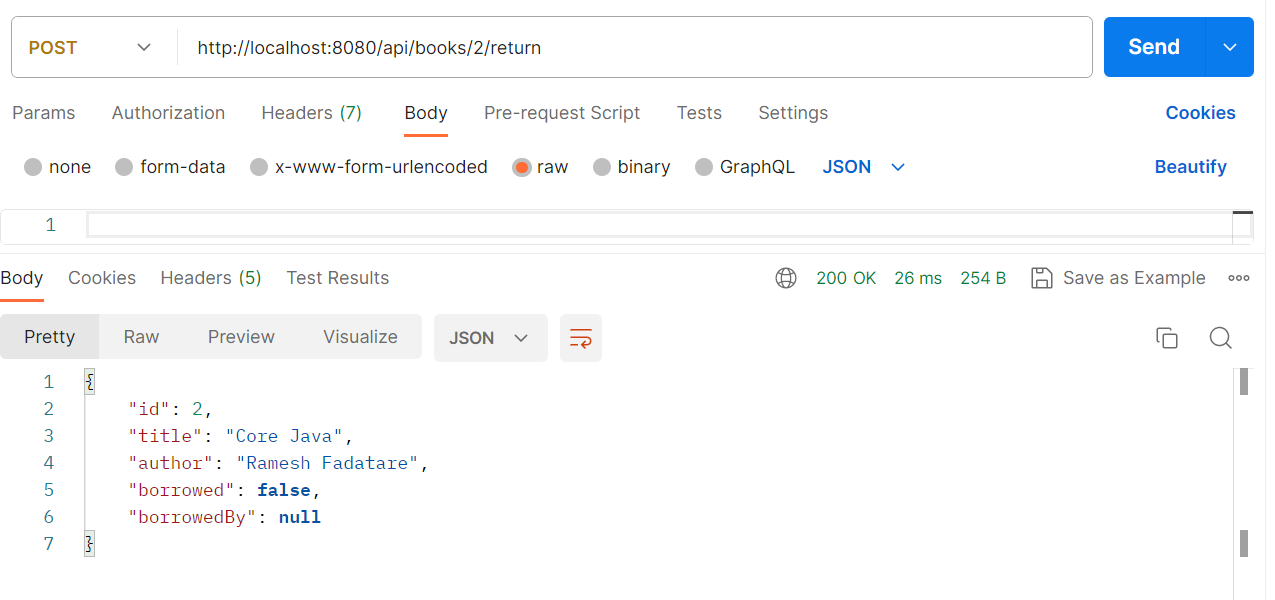 POST http://localhost:8080/api/books/2/return Send
Params Authorization Headers (7) Body Pre-request Script Tests Settings Cookies
none form-data x-www-form-urlencoded raw binary GraphQL JSON Beautify
1
Body Cookies Headers (5) Test Results 200 OK 26 ms 254 B Save as Example
Pretty Raw Preview Visualize JSON
1 {
2 "id": 2,
3 "title": "Core Java",
4 "author": "Ramesh Fadatare",
5 "borrowed": false,
6 "borrowedBy": null
7 }